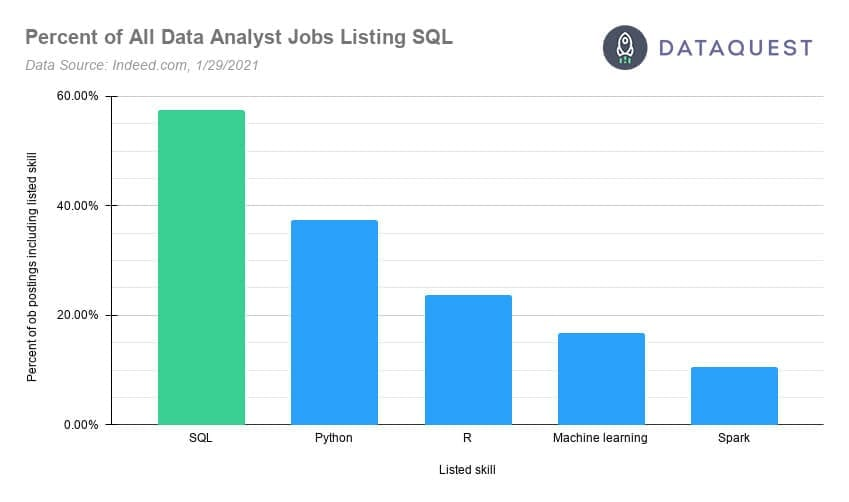 Percent of All Data Analyst Jobs Listing SQL
Data Source: Indeed.com, 1/29/2021
DATAQUEST
Percent of ob postings including listed skill
60.00%
40.00%
20.00%
0.00%
SQL
Python
R
Machine learning
Spark
Listed skill